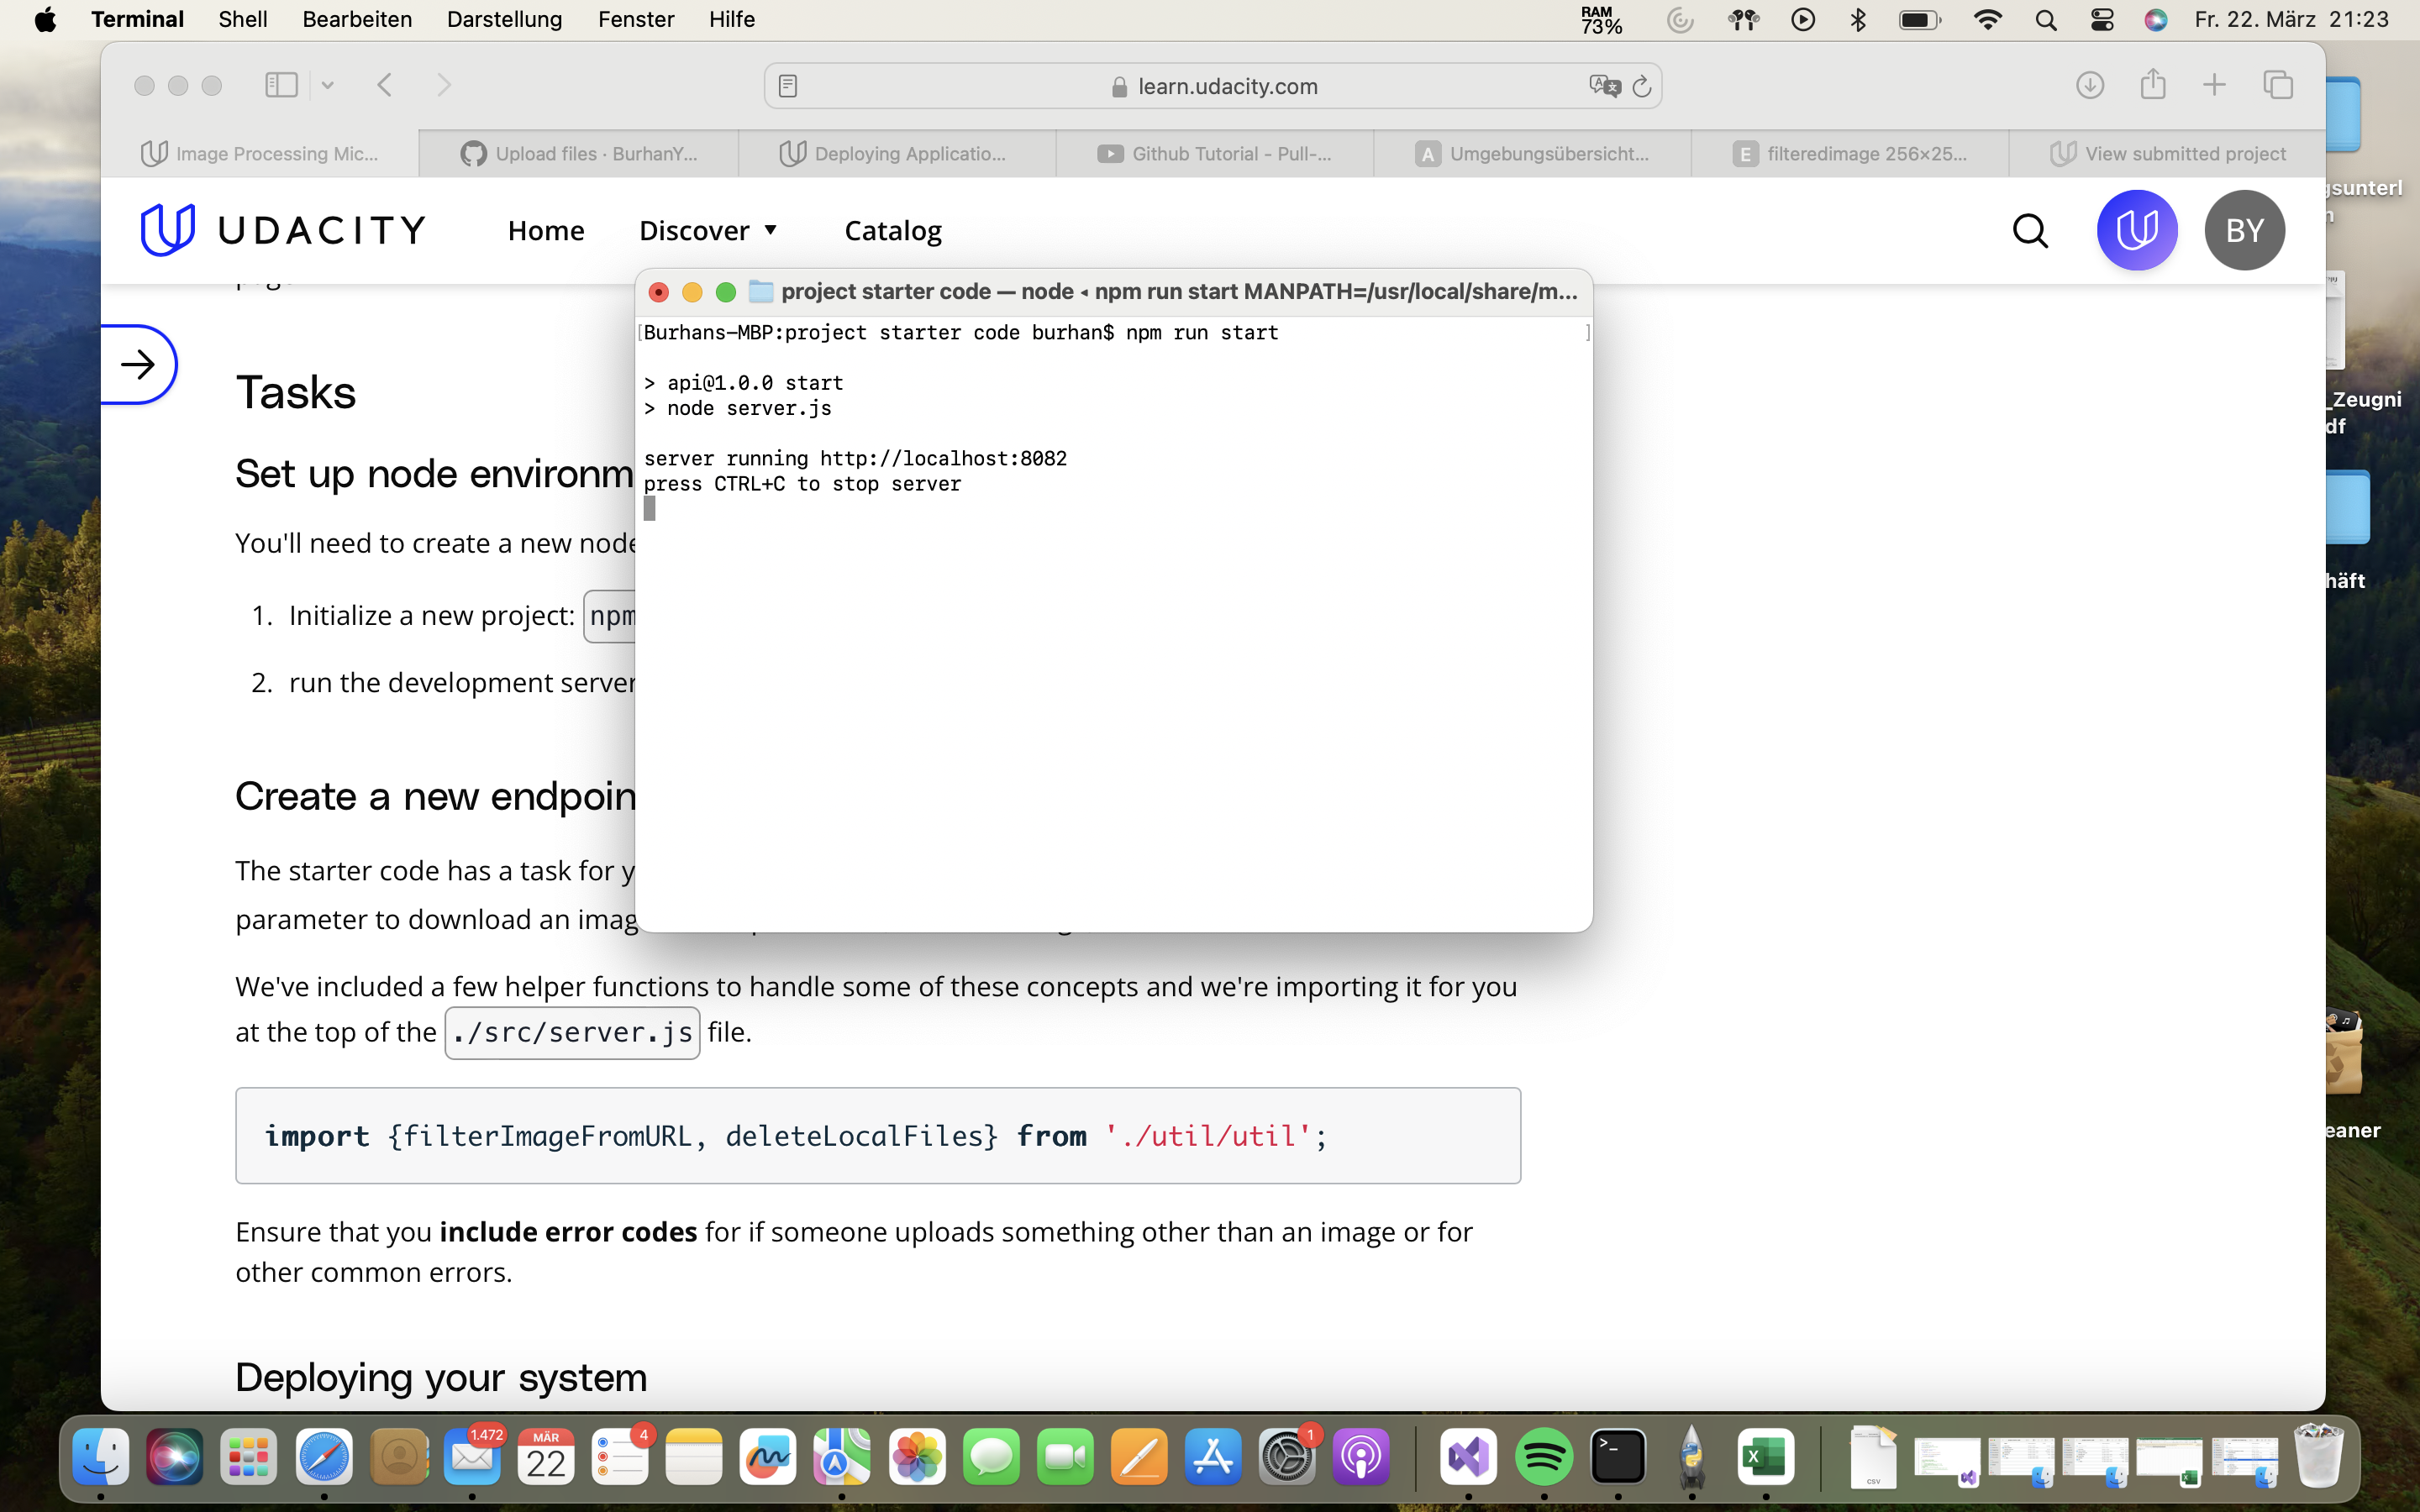 Terminal Shell Bearbeiten Darstellung Fenster Hilfe RAM 73% Fr. 22. März 21:23
learn.udacity.com
Image Processing Mic... Upload files · BurhanY... Deploying Applicatio... Github Tutorial - Pull-... A Umgebungsübersicht... E filteredimage 256×25... View submitted project
UDACITY Home Discover ▼ Catalog BY
project starter code — node ◂ npm run start MANPATH=/usr/local/share/m...
[Burhans-MBP:project starter code burhan$ npm run start ]
> api@1.0.0 start
> node server.js
server running http://localhost:8082
press CTRL+C to stop server
Tasks
Set up node environm
You'll need to create a new node
1. Initialize a new project: npm
2. run the development server
Create a new endpoin
The starter code has a task for y
parameter to download an imag
We've included a few helper functions to handle some of these concepts and we're importing it for you
at the top of the ./src/server.js file.
import {filterImageFromURL, deleteLocalFiles} from './util/util';
Ensure that you include error codes for if someone uploads something other than an image or for
other common errors.
Deploying your system
gsunterl
n
_Zeugni
df
häft
eaner
1.472 MÄR 22 4 1 >_ X CSV